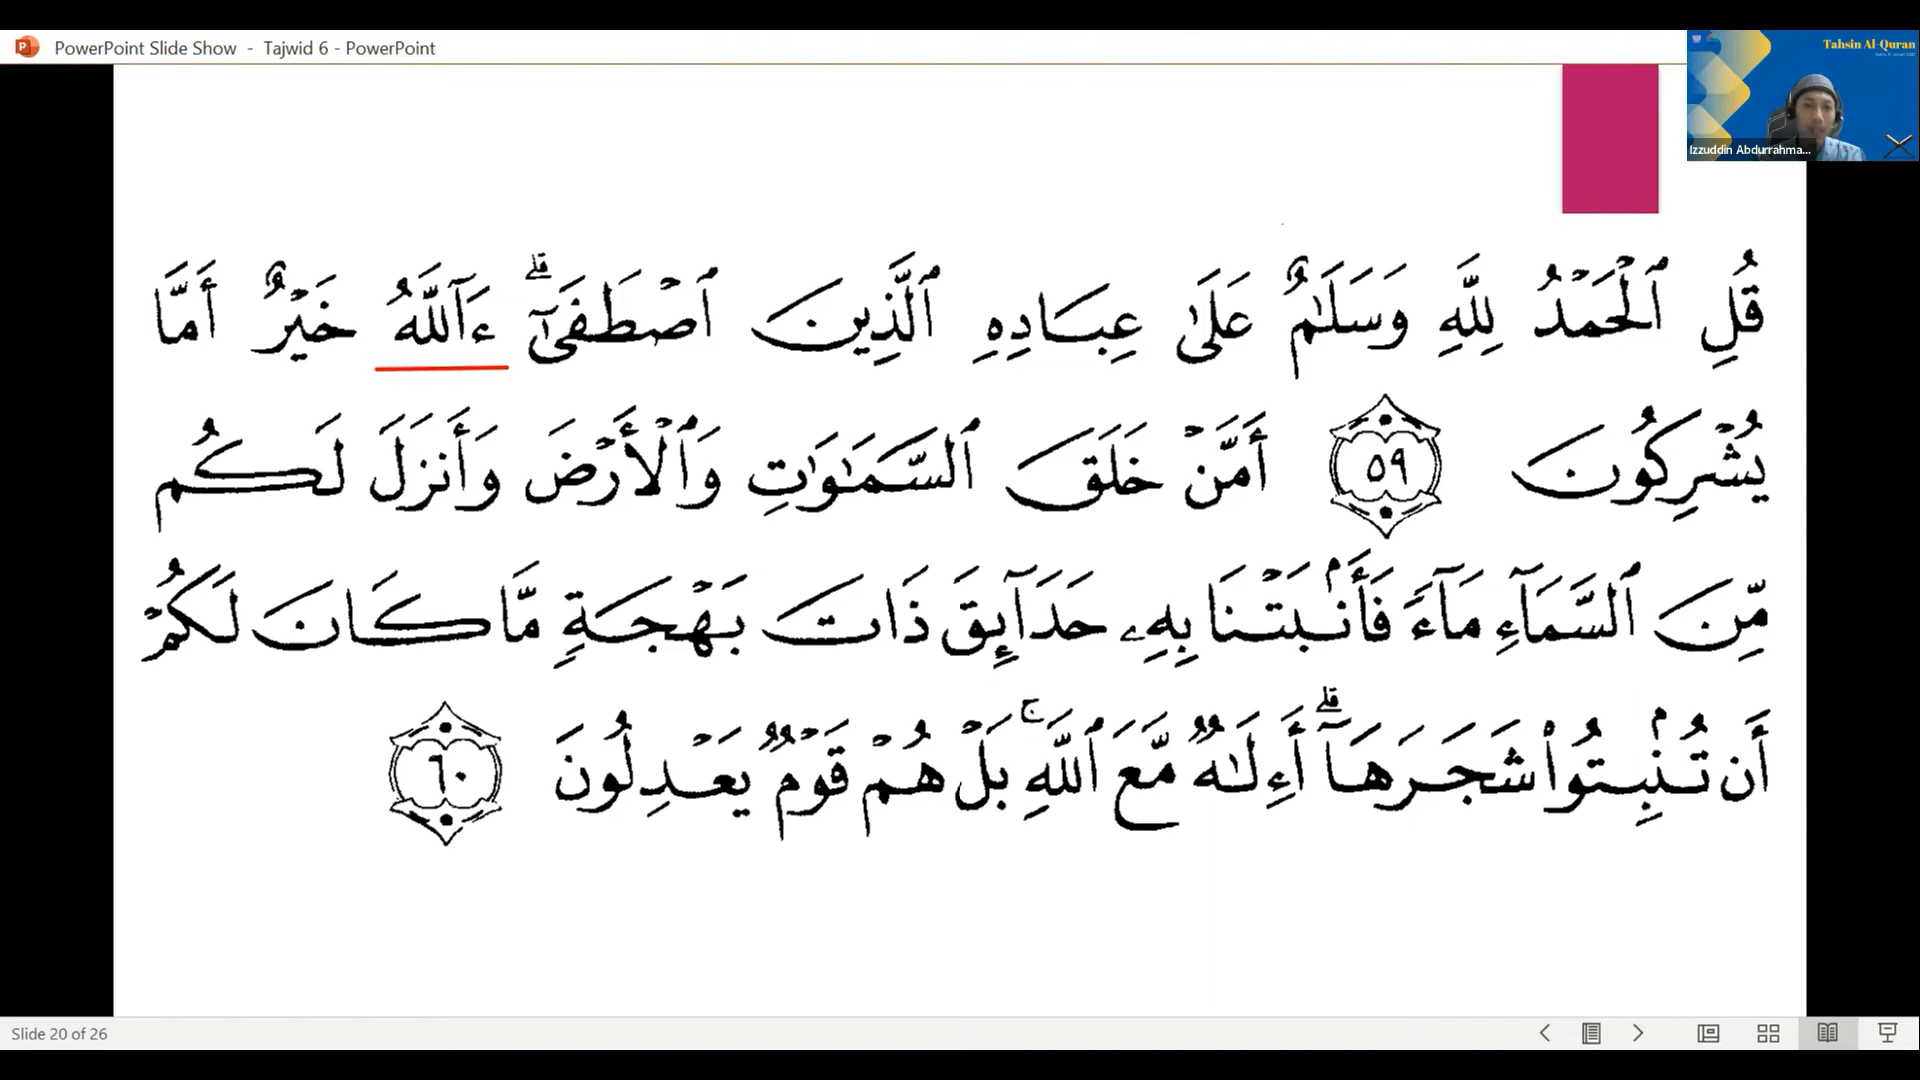 PowerPoint Slide Show - Tajwid 6 - PowerPoint
Tahsin Al-Quran
Izzuddin Abdurrahma...
قُلِ ٱلْحَمْدُ لِلَّهِ وَسَلَٰمٌ عَلَىٰ عِبَادِهِ ٱلَّذِينَ ٱصْطَفَىٰٓ ۗ ءَآللَّهُ خَيْرٌ أَمَّا
يُشْرِكُونَ ٥٩ أَمَّنْ خَلَقَ ٱلسَّمَٰوَٰتِ وَٱلْأَرْضَ وَأَنزَلَ لَكُم
مِّنَ ٱلسَّمَآءِ مَآءً فَأَنۢبَتْنَا بِهِۦ حَدَآئِقَ ذَاتَ بَهْجَةٍ مَّا كَانَ لَكُمْ
أَن تُنۢبِتُوا۟ شَجَرَهَآ ۗ أَءِلَٰهٌ مَّعَ ٱللَّهِ ۚ بَلْ هُمْ قَوْمٌ يَعْدِلُونَ ٦٠
Slide 20 of 26